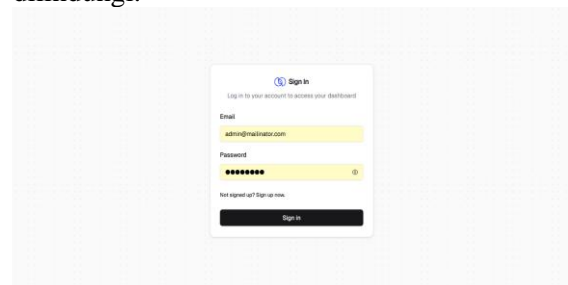 Sign In
Log in to your account to access your dashboard
Email
admin@mailinator.com
Password
●●●●●●●●
Not signed up? Sign up now.
Sign in